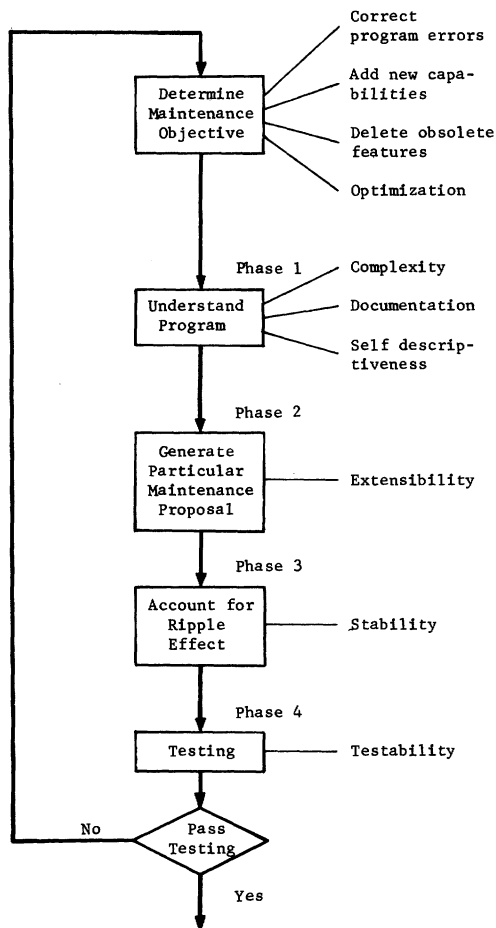 Correct
program errors
Add new capa-
bilities
Delete obsolete
features
Optimization
Determine
Maintenance
Objective
Phase 1
Complexity
Documentation
Self descrip-
tiveness
Understand
Program
Phase 2
Generate
Particular
Maintenance
Proposal
Extensibility
Phase 3
Account for
Ripple
Effect
Stability
Phase 4
Testing
Testability
No
Pass
Testing
Yes